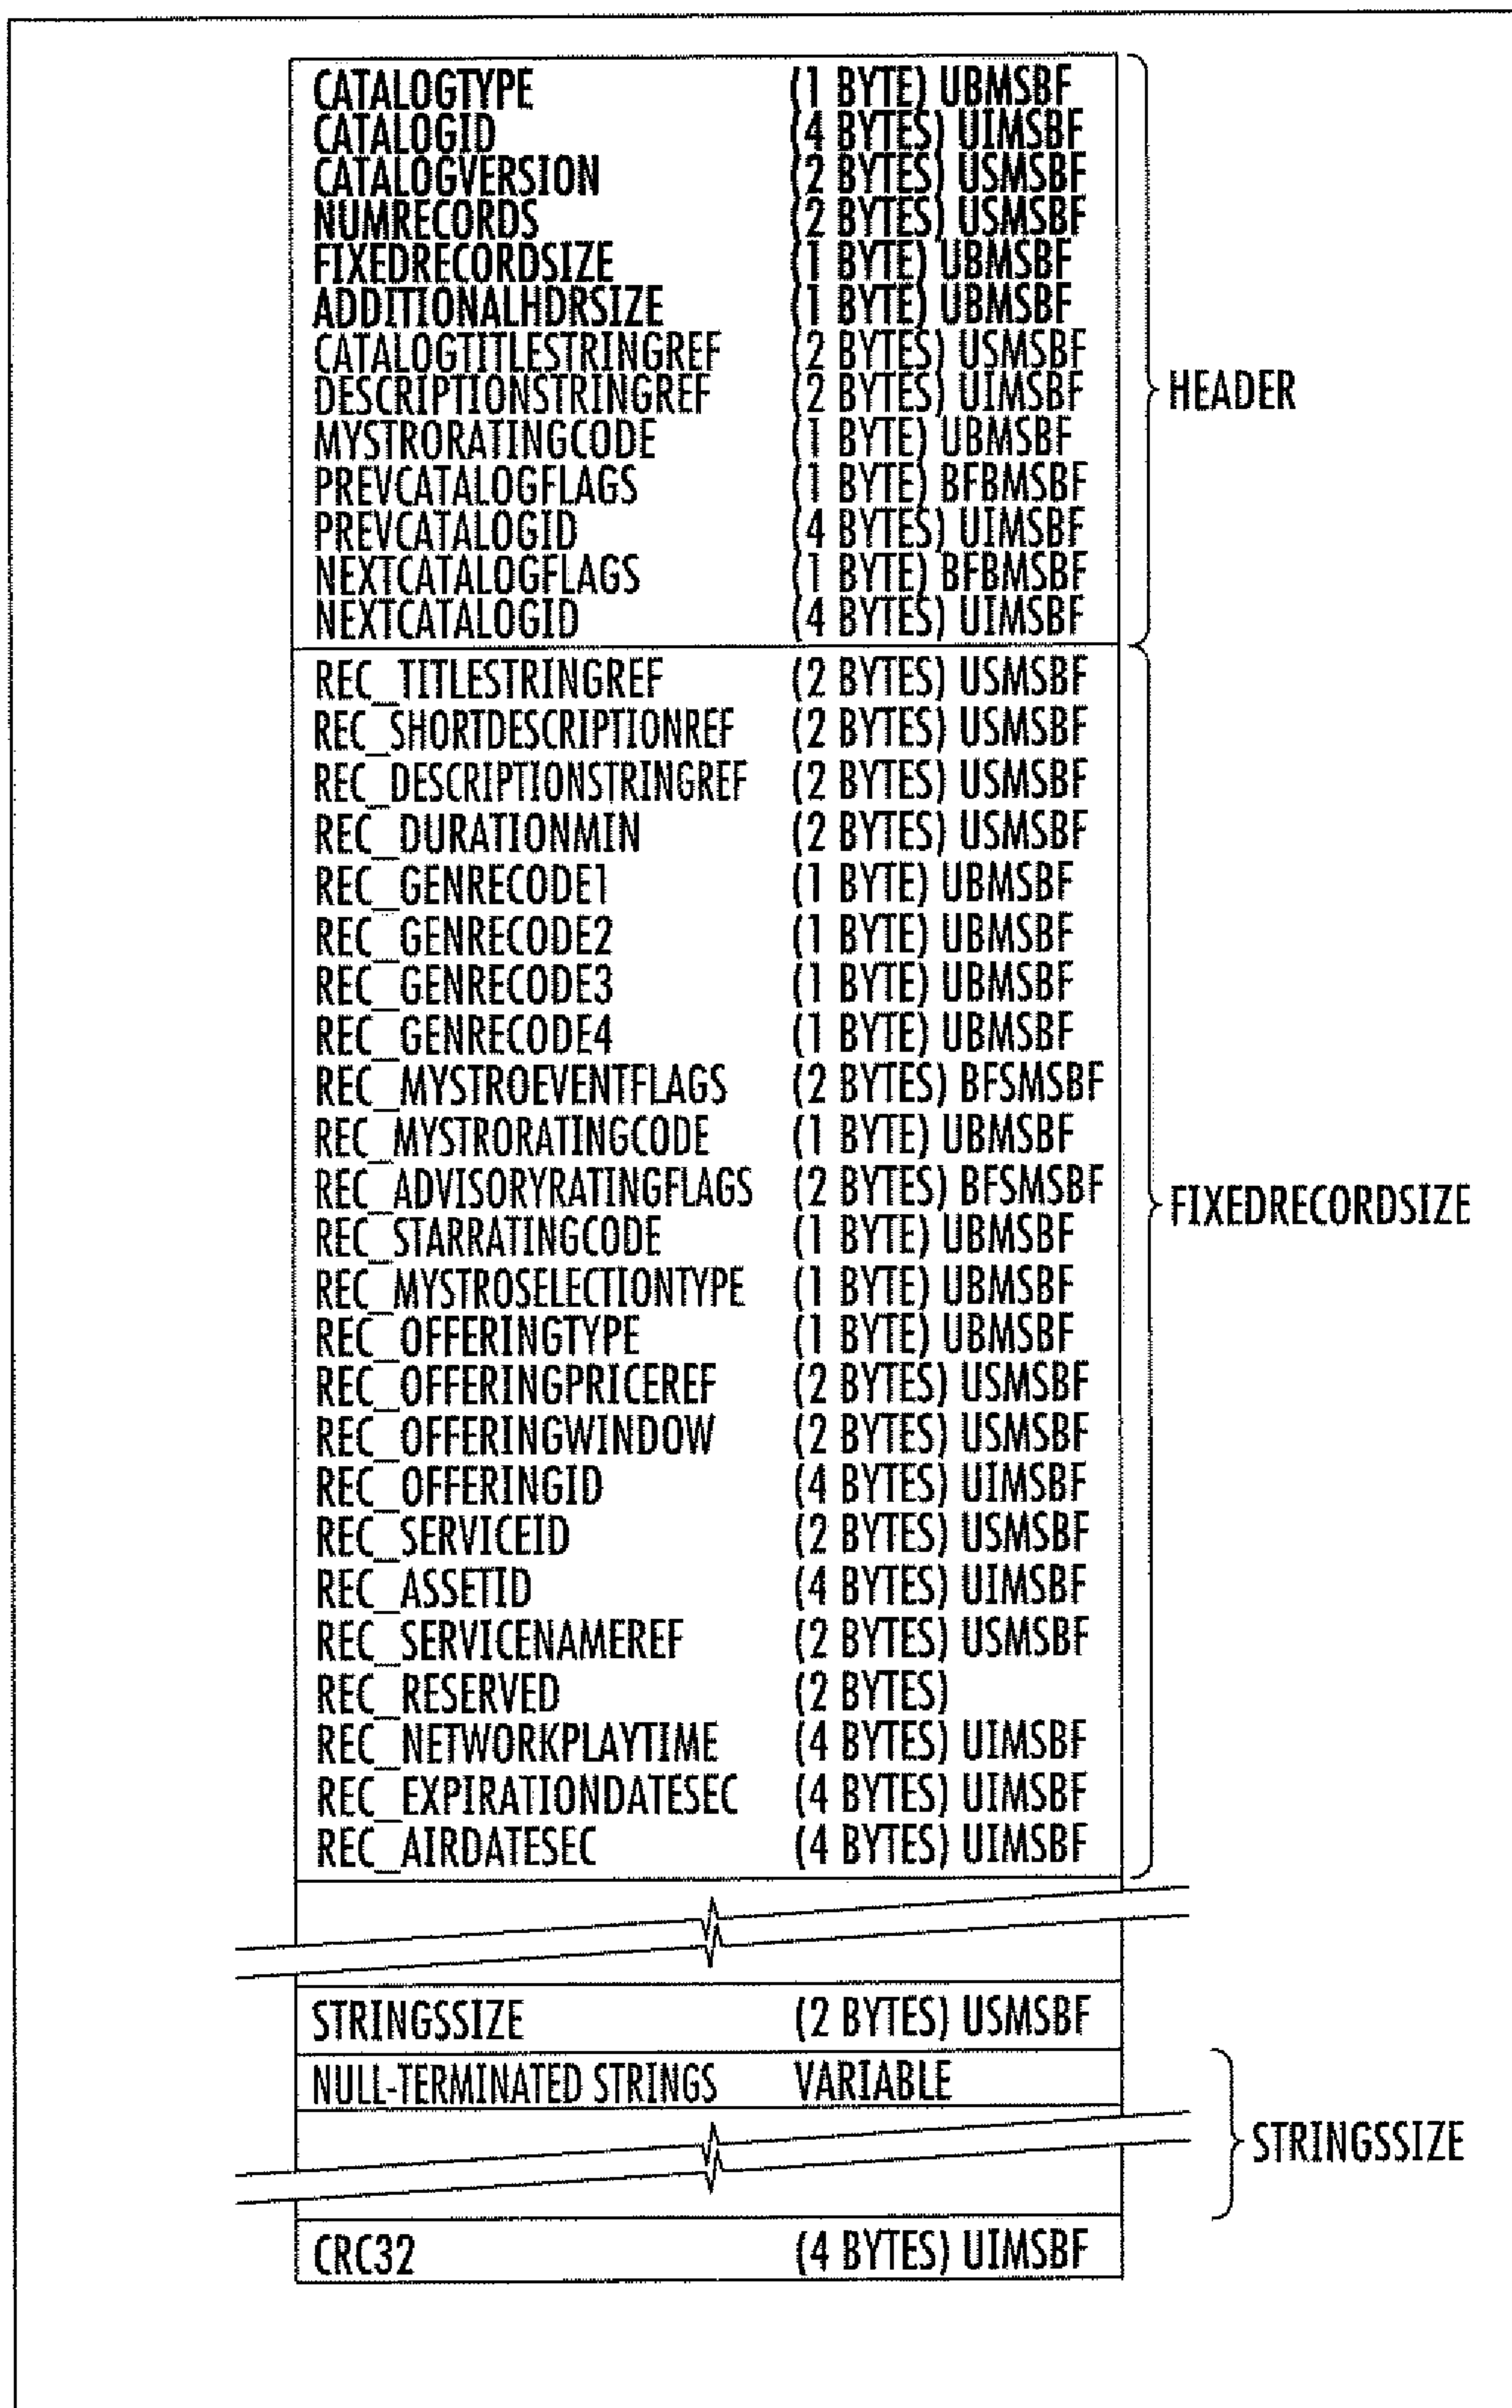 CATALOGTYPE (1 BYTE) UBMSBF
CATALOGID (4 BYTES) UIMSBF
CATALOGVERSION (2 BYTES) USMSBF
NUMRECORDS (2 BYTES) USMSBF
FIXEDRECORDSIZE (1 BYTE) UBMSBF
ADDITIONALHDRSIZE (1 BYTE) UBMSBF
CATALOGTITLESTRINGREF (2 BYTES) USMSBF
DESCRIPTIONSTRINGREF (2 BYTES) UIMSBF
MYSTRORATINGCODE (1 BYTE) UBMSBF
PREVCATALOGFLAGS (1 BYTE) BFBMSBF
PREVCATALOGID (4 BYTES) UIMSBF
NEXTCATALOGFLAGS (1 BYTE) BFBMSBF
NEXTCATALOGID (4 BYTES) UIMSBF
HEADER
REC_TITLESTRINGREF (2 BYTES) USMSBF
REC_SHORTDESCRIPTIONREF (2 BYTES) USMSBF
REC_DESCRIPTIONSTRINGREF (2 BYTES) USMSBF
REC_DURATIONMIN (2 BYTES) USMSBF
REC_GENRECODE1 (1 BYTE) UBMSBF
REC_GENRECODE2 (1 BYTE) UBMSBF
REC_GENRECODE3 (1 BYTE) UBMSBF
REC_GENRECODE4 (1 BYTE) UBMSBF
REC_MYSTROEVENTFLAGS (2 BYTES) BFSMSBF
REC_MYSTRORATINGCODE (1 BYTE) UBMSBF
REC_ADVISORYRATINGFLAGS (2 BYTES) BFSMSBF
REC_STARRATINGCODE (1 BYTE) UBMSBF
REC_MYSTROSELECTIONTYPE (1 BYTE) UBMSBF
REC_OFFERINGTYPE (1 BYTE) UBMSBF
REC_OFFERINGPRICEREF (2 BYTES) USMSBF
REC_OFFERINGWINDOW (2 BYTES) USMSBF
REC_OFFERINGID (4 BYTES) UIMSBF
REC_SERVICEID (2 BYTES) USMSBF
REC_ASSETID (4 BYTES) UIMSBF
REC_SERVICENAMEREF (2 BYTES) USMSBF
REC_RESERVED (2 BYTES)
REC_NETWORKPLAYTIME (4 BYTES) UIMSBF
REC_EXPIRATIONDATESEC (4 BYTES) UIMSBF
REC_AIRDATESEC (4 BYTES) UIMSBF
FIXEDRECORDSIZE
STRINGSSIZE (2 BYTES) USMSBF
NULL-TERMINATED STRINGS VARIABLE
STRINGSSIZE
CRC32 (4 BYTES) UIMSBF